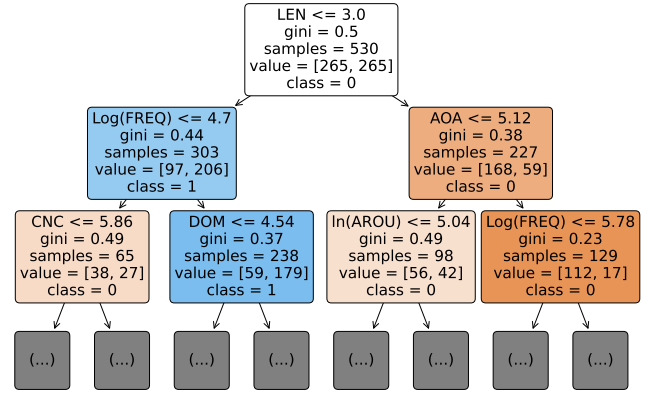 LEN <= 3.0
gini = 0.5
samples = 530
value = [265, 265]
class = 0
Log(FREQ) <= 4.7
gini = 0.44
samples = 303
value = [97, 206]
class = 1
AOA <= 5.12
gini = 0.38
samples = 227
value = [168, 59]
class = 0
CNC <= 5.86
gini = 0.49
samples = 65
value = [38, 27]
class = 0
DOM <= 4.54
gini = 0.37
samples = 238
value = [59, 179]
class = 1
ln(AROU) <= 5.04
gini = 0.49
samples = 98
value = [56, 42]
class = 0
Log(FREQ) <= 5.78
gini = 0.23
samples = 129
value = [112, 17]
class = 0
(...)
(...)
(...)
(...)
(...)
(...)
(...)
(...)